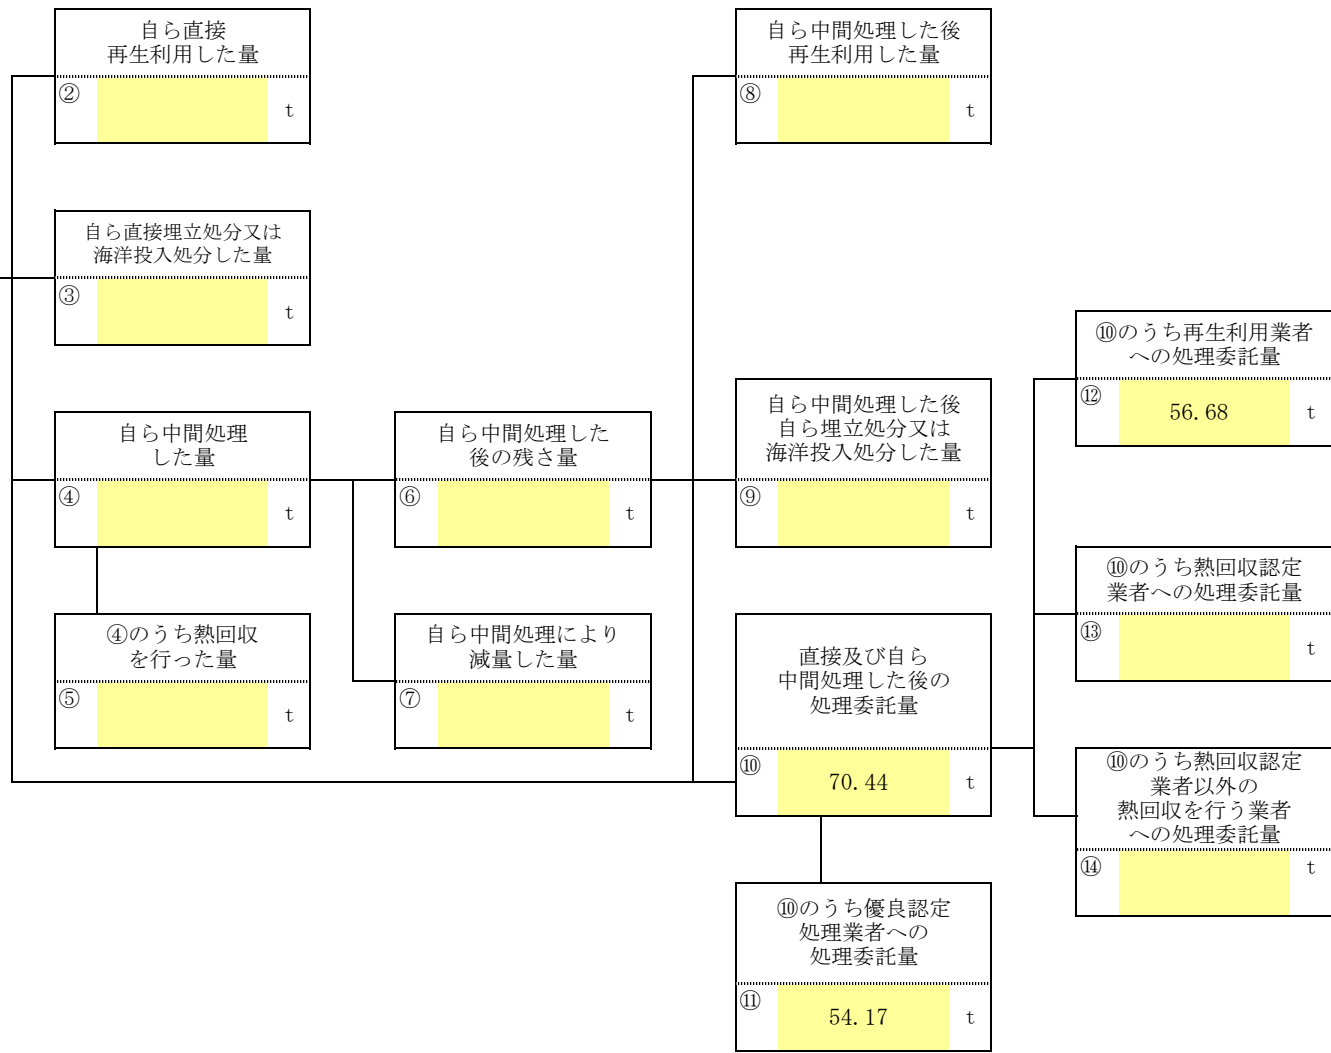 自ら直接
再生利用した量
②
t
自ら中間処理した後
再生利用した量
⑧
t
自ら直接埋立処分又は
海洋投入処分した量
③
t
⑩のうち再生利用業者
への処理委託量
⑫
56.68
t
自ら中間処理
した量
④
t
自ら中間処理した
後の残さ量
⑥
t
自ら中間処理した後
自ら埋立処分又は
海洋投入処分した量
⑨
t
⑩のうち熱回収認定
業者への処理委託量
⑬
t
④のうち熱回収
を行った量
⑤
t
自ら中間処理により
減量した量
⑦
t
直接及び自ら
中間処理した後の
処理委託量
⑩
70.44
t
⑩のうち熱回収認定
業者以外の
熱回収を行う業者
への処理委託量
⑭
t
⑩のうち優良認定
処理業者への
処理委託量
⑪
54.17
t